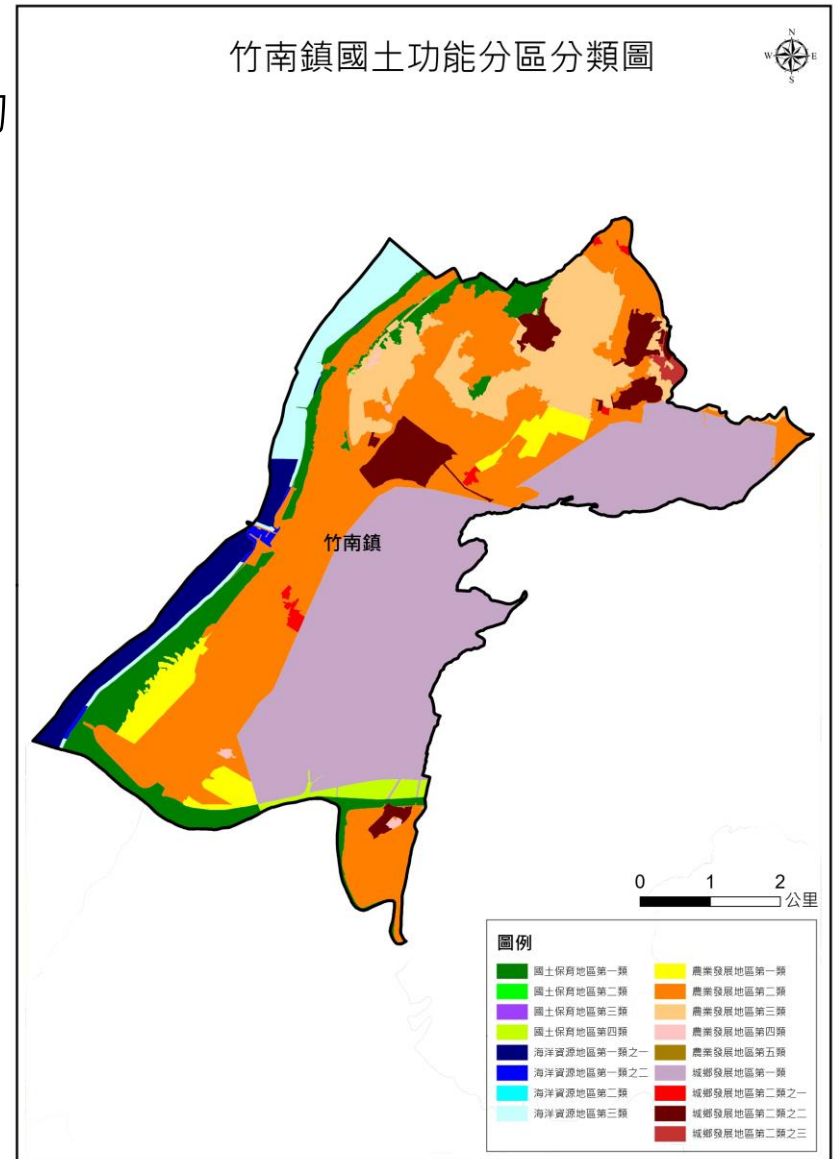 竹南鎮國土功能分區分類圖
N
W
E
S
竹南鎮
0 1 2
公里
圖例
國土保育地區第一類
國土保育地區第二類
國土保育地區第三類
國土保育地區第四類
海洋資源地區第一類之一
海洋資源地區第一類之二
海洋資源地區第二類
海洋資源地區第三類
農業發展地區第一類
農業發展地區第二類
農業發展地區第三類
農業發展地區第四類
農業發展地區第五類
城鄉發展地區第一類
城鄉發展地區第二類之一
城鄉發展地區第二類之二
城鄉發展地區第二類之三